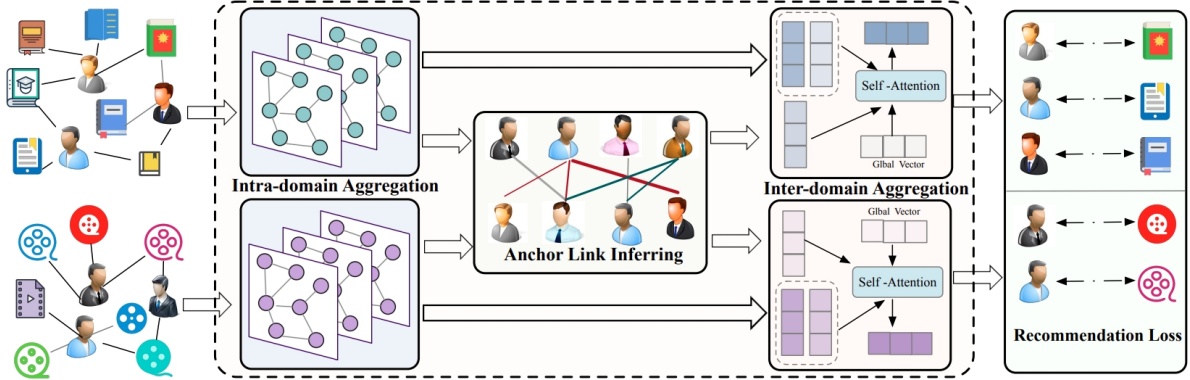 Self -Attention
Glbal Vector
Intra-domain Aggregation
Inter-domain Aggregation
Anchor Link Inferring
Glbal Vector
Self -Attention
Recommendation Loss